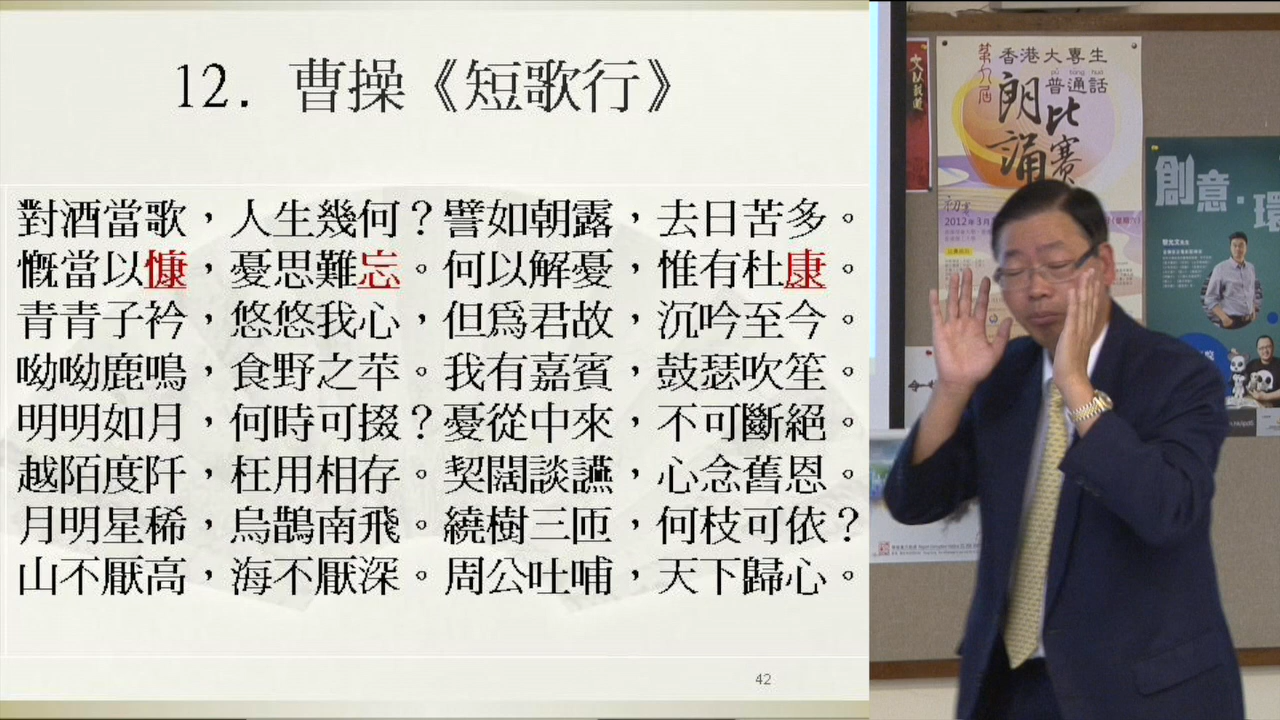 12. 曹操《短歌行》
對酒當歌，人生幾何？譬如朝露，去日苦多。
慨當以慷，憂思難忘。何以解憂，惟有杜康。
青青子衿，悠悠我心，但爲君故，沉吟至今。
呦呦鹿鳴，食野之苹。我有嘉賓，鼓瑟吹笙。
明明如月，何時可掇？憂從中來，不可斷絕。
越陌度阡，枉用相存。契闊談讌，心念舊恩。
月明星稀，烏鵲南飛。繞樹三匝，何枝可依？
山不厭高，海不厭深。周公吐哺，天下歸心。
42
第九屆
香港大專生
pǔ tōng huà
普通話
朗誦比賽
創意